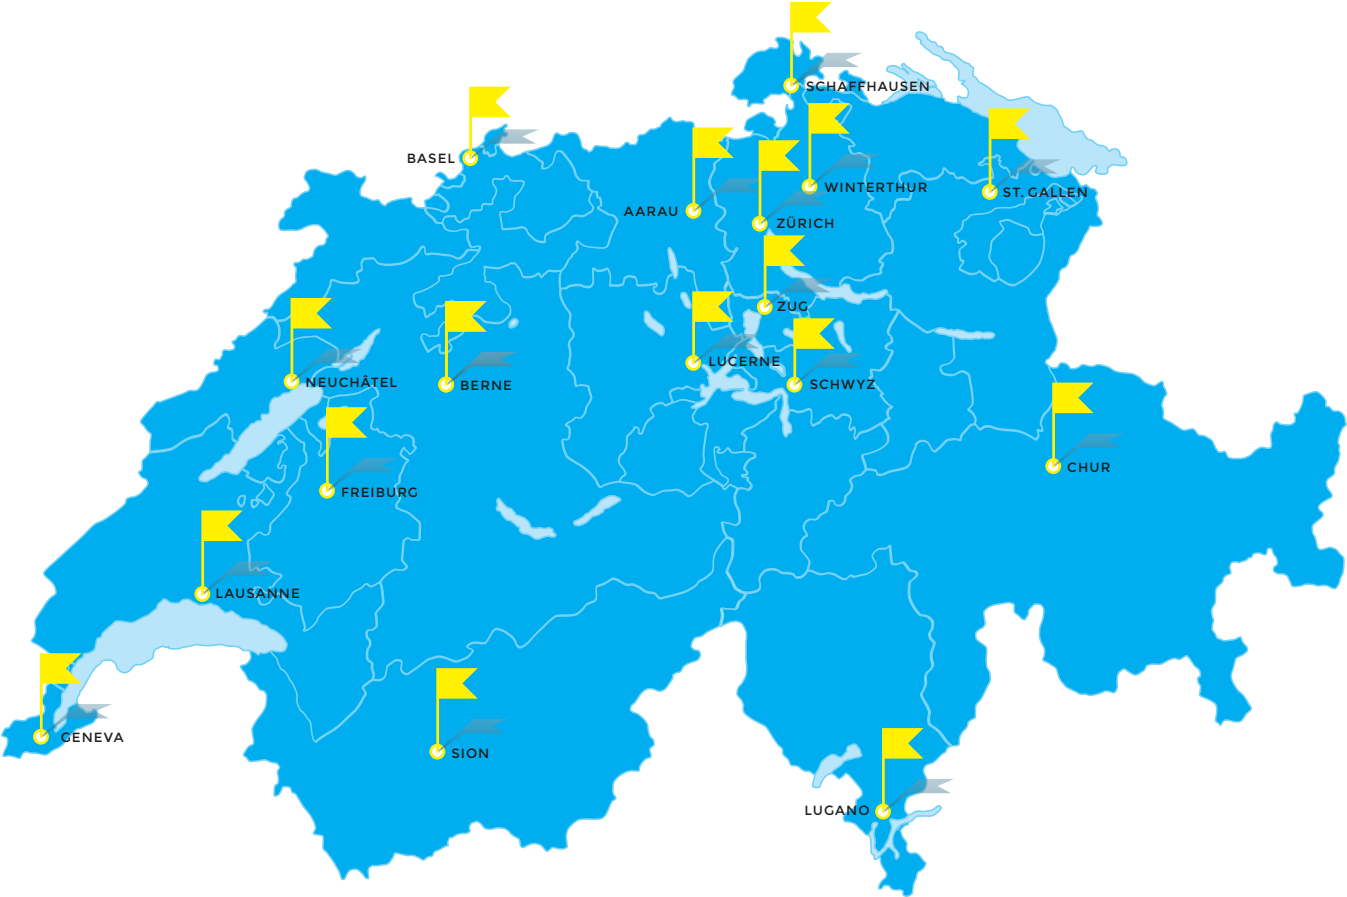 SCHAFFHAUSEN
BASEL
WINTERTHUR
ST. GALLEN
AARAU
ZÜRICH
ZUG
LUCERNE
NEUCHÂTEL
BERNE
SCHWYZ
CHUR
FREIBURG
LAUSANNE
GENEVA
SION
LUGANO